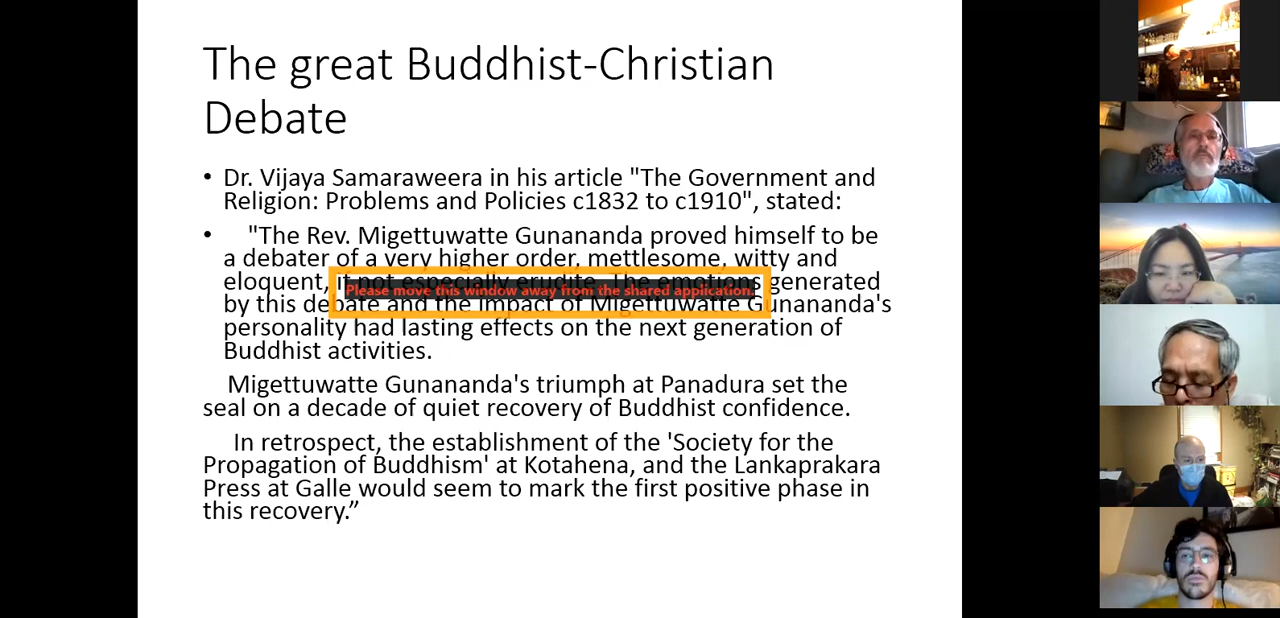 The great Buddhist-Christian
Debate
• Dr. Vijaya Samaraweera in his article "The Government and
Religion: Problems and Policies c1832 to c1910", stated:
• "The Rev. Migettuwatte Gunananda proved himself to be
a debater of a very higher order, mettlesome, witty and
eloquent, if not especially erudite. The emotions generated
Please move this window away from the shared application.
by this debate and the impact of Migettuwatte Gunananda's
personality had lasting effects on the next generation of
Buddhist activities.
Migettuwatte Gunananda's triumph at Panadura set the
seal on a decade of quiet recovery of Buddhist confidence.
In retrospect, the establishment of the 'Society for the
Propagation of Buddhism' at Kotahena, and the Lankaprakara
Press at Galle would seem to mark the first positive phase in
this recovery.”